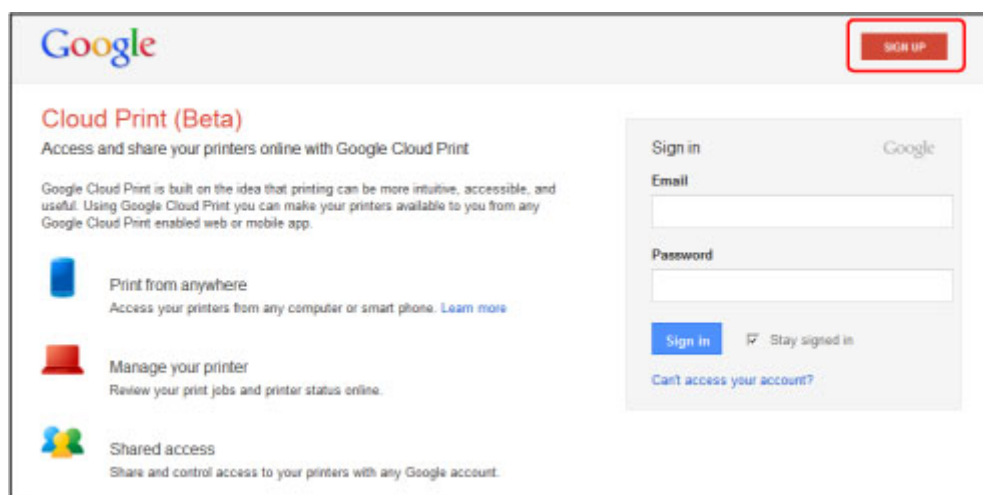 Google
SIGN UP
Cloud Print (Beta)
Access and share your printers online with Google Cloud Print
Google Cloud Print is built on the idea that printing can be more intuitive, accessible, and
useful. Using Google Cloud Print you can make your printers available to you from any
Google Cloud Print enabled web or mobile app.
Print from anywhere
Access your printers from any computer or smart phone. Learn more
Manage your printer
Review your print jobs and printer status online.
Shared access
Share and control access to your printers with any Google account.
Sign in Google
Email
Password
Sign in Stay signed in
Can't access your account?